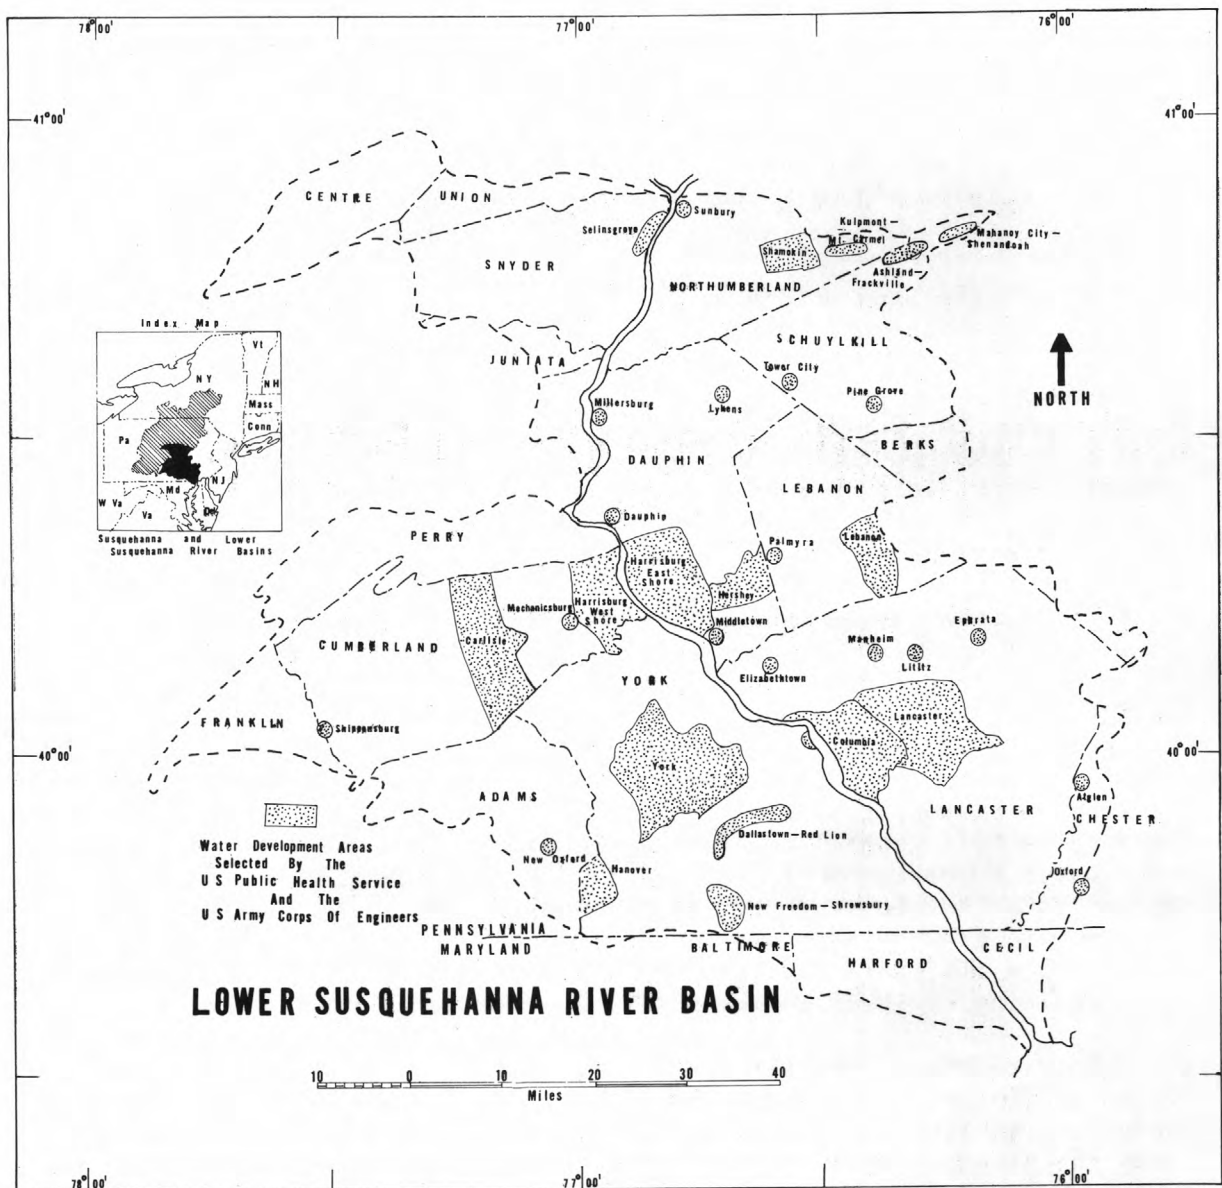 78°00'
77°00'
76°00'
41°00'
41°00'
CENTRE
UNION
Sunbury
Selinsgrove
Kulpmont—
Mt. Carmel
Mahanoy City—
Shenandoah
Shamokin
SNYDER
Ashland—
Frackville
NORTHUMBERLAND
Index Map
Vt
NY
NH
Mass
Conn
Pa
NJ
Md
W Va
Va
Del
Susquehanna and Lower
Susquehanna River Basins
JUNIATA
SCHUYLKILL
Tower City
NORTH
Millersburg
Lykens
Pine Grove
BERKS
DAUPHIN
LEBANON
Dauphin
PERRY
Palmyra
Lebanon
Harrisburg
East
Shore
Hershey
Mechanicsburg
Harrisburg
West
Shore
Middletown
Ephrata
Carlisle
Manheim
CUMBERLAND
Lititz
Elizabethtown
YORK
FRANKLIN
Shippensburg
Lancaster
Columbia
40°00'
40°00'
York
ADAMS
LANCASTER
Atglen
CHESTER
Dallastown—Red Lion
Water Development Areas
Selected By The
US Public Health Service
And The
US Army Corps Of Engineers
New Oxford
Hanover
Oxford
New Freedom—Shrewsbury
PENNSYLVANIA
MARYLAND
BALTIMORE
CECIL
HARFORD
LOWER SUSQUEHANNA RIVER BASIN
10 0 10 20 30 40
Miles
78°00'
77°00'
76°00'